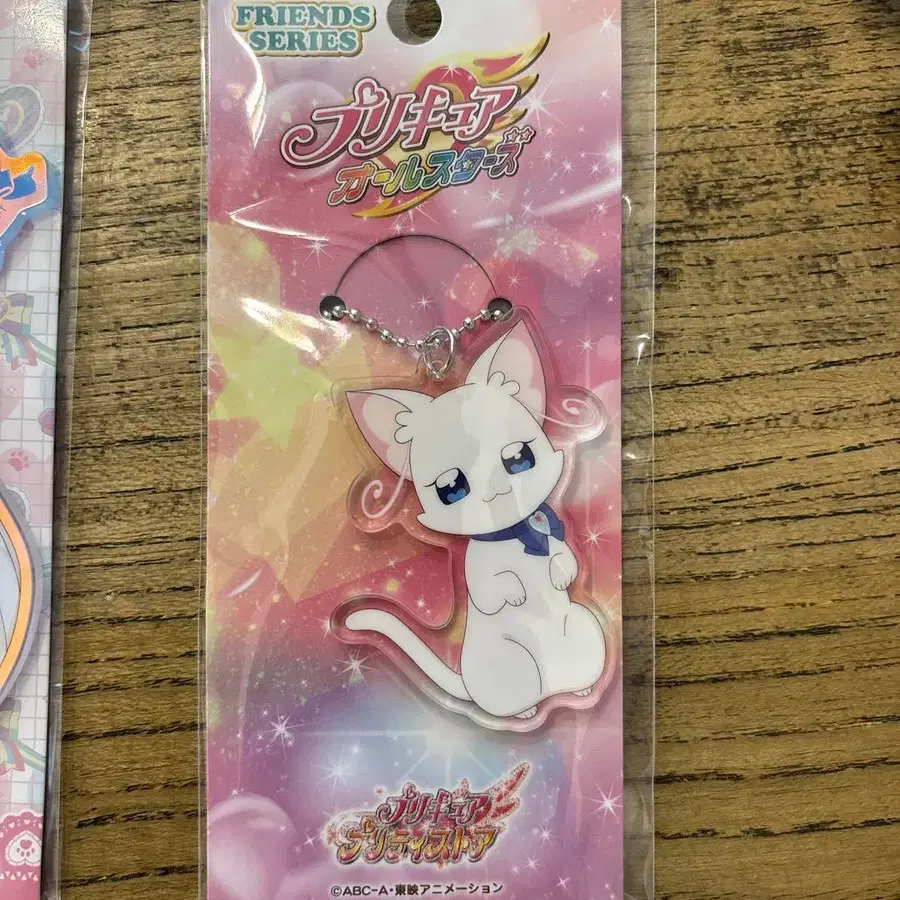 FRIENDS
SERIES
プリキュア
オールスターズ
プリキュア
プリティストア
©ABC-A・東映アニメーション